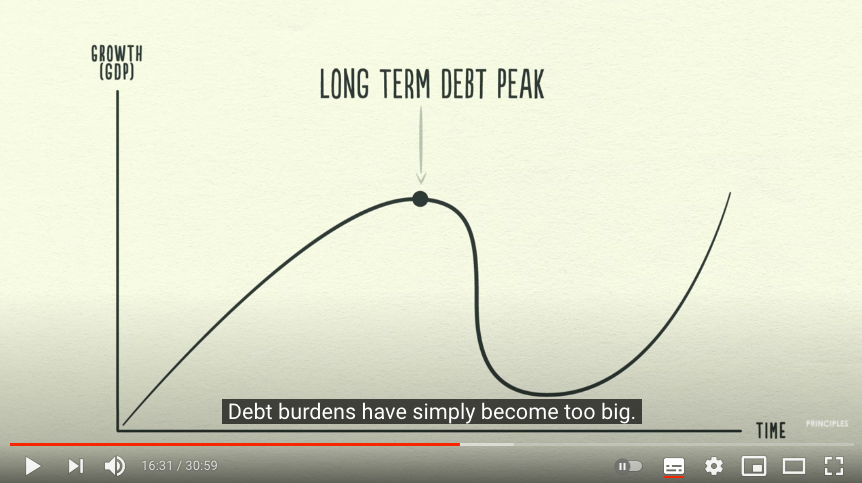 GROWTH
(GDP)
LONG TERM DEBT PEAK
Debt burdens have simply become too big.
TIME
PRINCIPLES
16:31 / 30:59